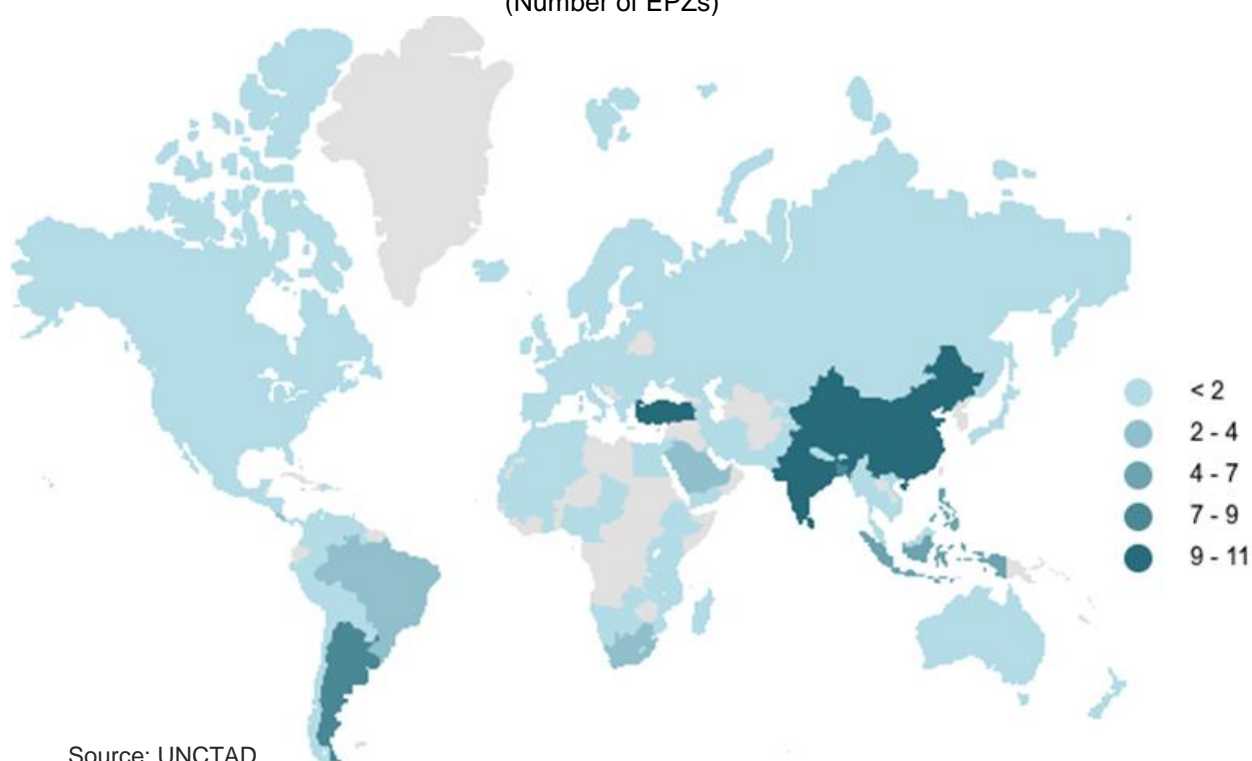 (Number of EPZs)
< 2
2 - 4
4 - 7
7 - 9
9 - 11
Source: UNCTAD